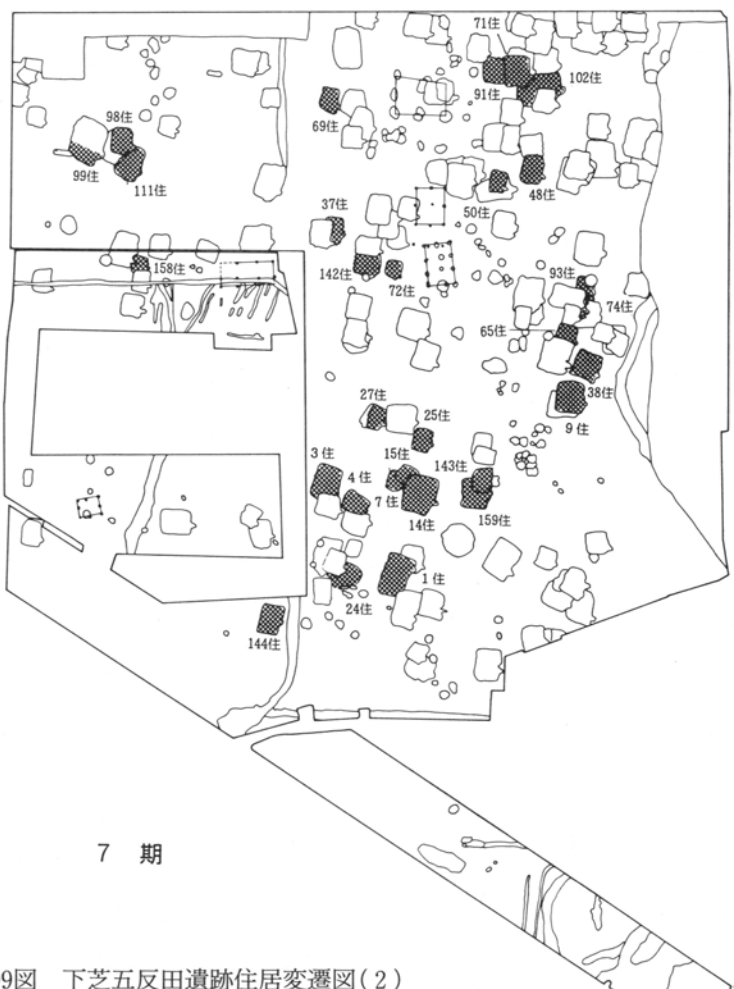 71住
102住
91住
69住
98住
99住
111住
48住
50住
37住
142住
72住
158住
93住
74住
65住
38住
9住
27住
25住
3住
4住
15住
7住
14住
143住
159住
1住
24住
144住
7 期
9図 下芝五反田遺跡住居変遷図(2)